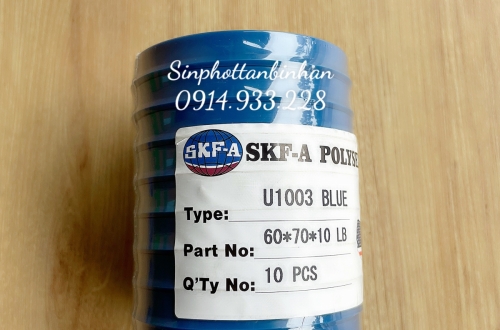 Sinphottanbinhan
0914.933.228
SKF-A SKF-A
Type: U1003 BLUE
Part No: 60*70*10 LB
Q'Ty No: 10 PCS